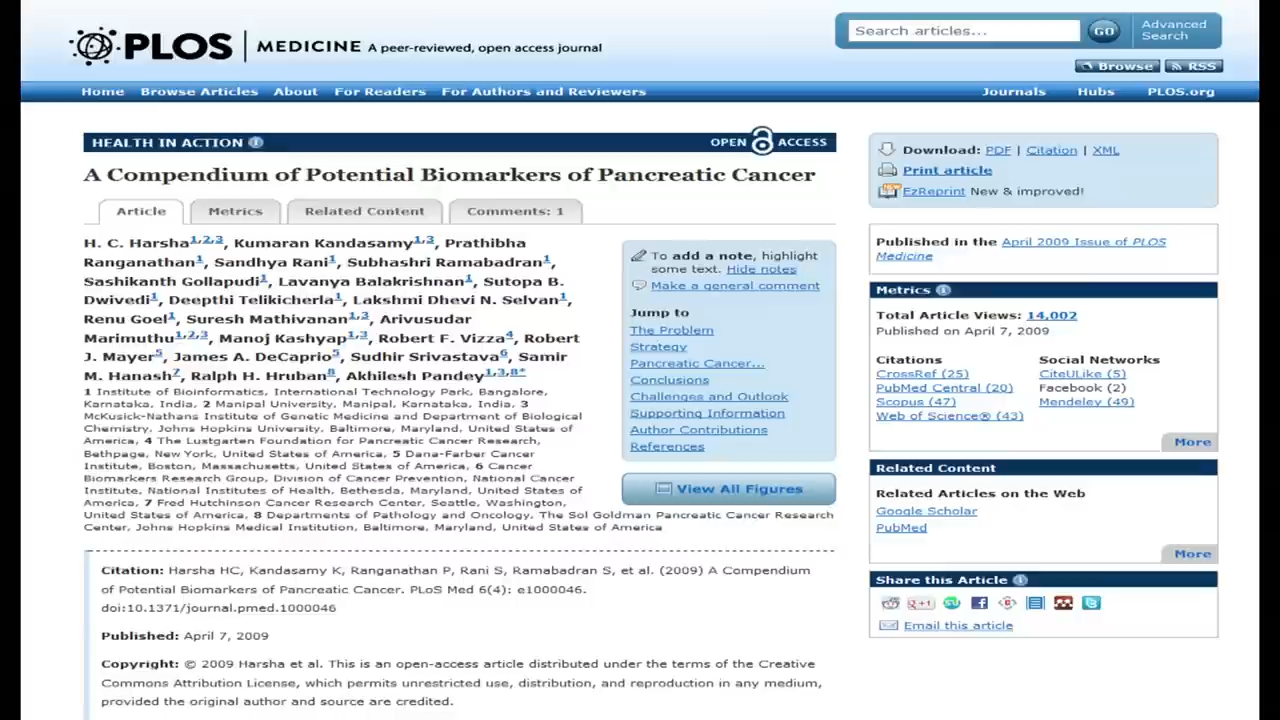 PLOS | MEDICINE A peer-reviewed, open access journal
Search articles...
GO
Advanced
Search
Browse
RSS
Home Browse Articles About For Readers For Authors and Reviewers
Journals Hubs PLOS.org
HEALTH IN ACTION
OPEN ACCESS
A Compendium of Potential Biomarkers of Pancreatic Cancer
Article Metrics Related Content Comments: 1
H. C. Harsha1,2,3, Kumaran Kandasamy1,3, Prathibha
Ranganathan1, Sandhya Rani1, Subhashri Ramabadran1,
Sashikanth Gollapudi1, Lavanya Balakrishnan1, Sutopa B.
Dwivedi1, Deepthi Telikicherla1, Lakshmi Dhevi N. Selvan1,
Renu Goel1, Suresh Mathivanan1,3, Arivusudar
Marimuthu1,2,3, Manoj Kashyap1,3, Robert F. Vizza4, Robert
J. Mayer5, James A. DeCaprio5, Sudhir Srivastava6, Samir
M. Hanash7, Ralph H. Hruban8, Akhilesh Pandey1,3,8*
1 Institute of Bioinformatics, International Technology Park, Bangalore,
Karnataka, India, 2 Manipal University, Manipal, Karnataka, India, 3
McKusick-Nathans Institute of Genetic Medicine and Department of Biological
Chemistry, Johns Hopkins University, Baltimore, Maryland, United States of
America, 4 The Lustgarten Foundation for Pancreatic Cancer Research,
Bethpage, New York, United States of America, 5 Dana-Farber Cancer
Institute, Boston, Massachusetts, United States of America, 6 Cancer
Biomarkers Research Group, Division of Cancer Prevention, National Cancer
Institute, National Institutes of Health, Bethesda, Maryland, United States of
America, 7 Fred Hutchinson Cancer Research Center, Seattle, Washington,
United States of America, 8 Departments of Pathology and Oncology, The Sol Goldman Pancreatic Cancer Research
Center, Johns Hopkins Medical Institution, Baltimore, Maryland, United States of America
To add a note, highlight
some text. Hide notes
Make a general comment
Jump to
The Problem
Strategy
Pancreatic Cancer...
Conclusions
Challenges and Outlook
Supporting Information
Author Contributions
References
View All Figures
Citation: Harsha HC, Kandasamy K, Ranganathan P, Rani S, Ramabadran S, et al. (2009) A Compendium
of Potential Biomarkers of Pancreatic Cancer. PLoS Med 6(4): e1000046.
doi:10.1371/journal.pmed.1000046
Published: April 7, 2009
Copyright: © 2009 Harsha et al. This is an open-access article distributed under the terms of the Creative
Commons Attribution License, which permits unrestricted use, distribution, and reproduction in any medium,
provided the original author and source are credited.
Download: PDF | Citation | XML
Print article
EzReprint New & improved!
Published in the April 2009 Issue of PLOS
Medicine
Metrics
Total Article Views: 14,002
Published on April 7, 2009
Citations
CrossRef (25)
PubMed Central (20)
Scopus (47)
Web of Science® (43)
Social Networks
CiteULike (5)
Facebook (2)
Mendeley (49)
More
Related Content
Related Articles on the Web
Google Scholar
PubMed
More
Share this Article
g+1
Email this article